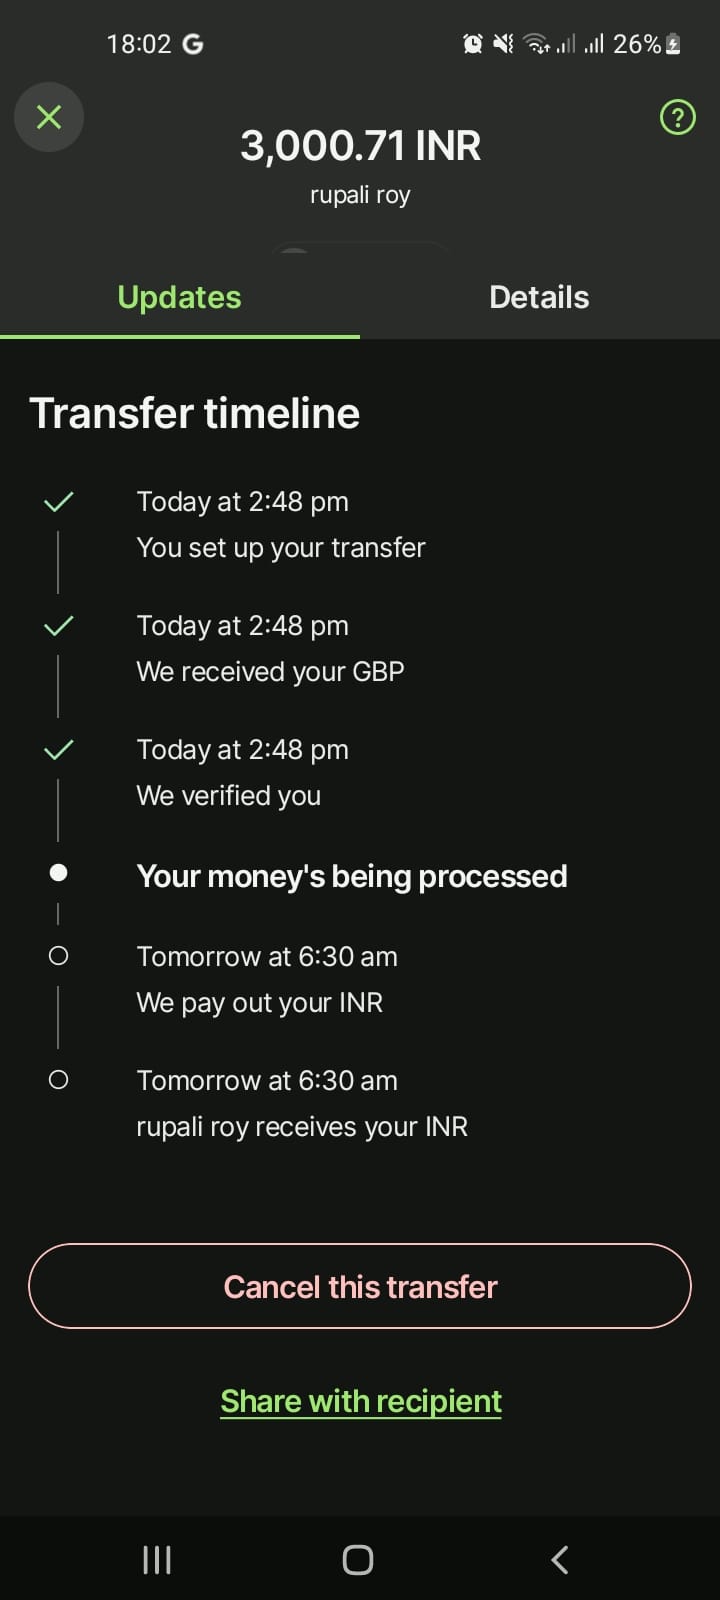 18:02 G 26%
3,000.71 INR
rupali roy
Updates Details
Transfer timeline
Today at 2:48 pm
You set up your transfer
Today at 2:48 pm
We received your GBP
Today at 2:48 pm
We verified you
Your money's being processed
Tomorrow at 6:30 am
We pay out your INR
Tomorrow at 6:30 am
rupali roy receives your INR
Cancel this transfer
Share with recipient